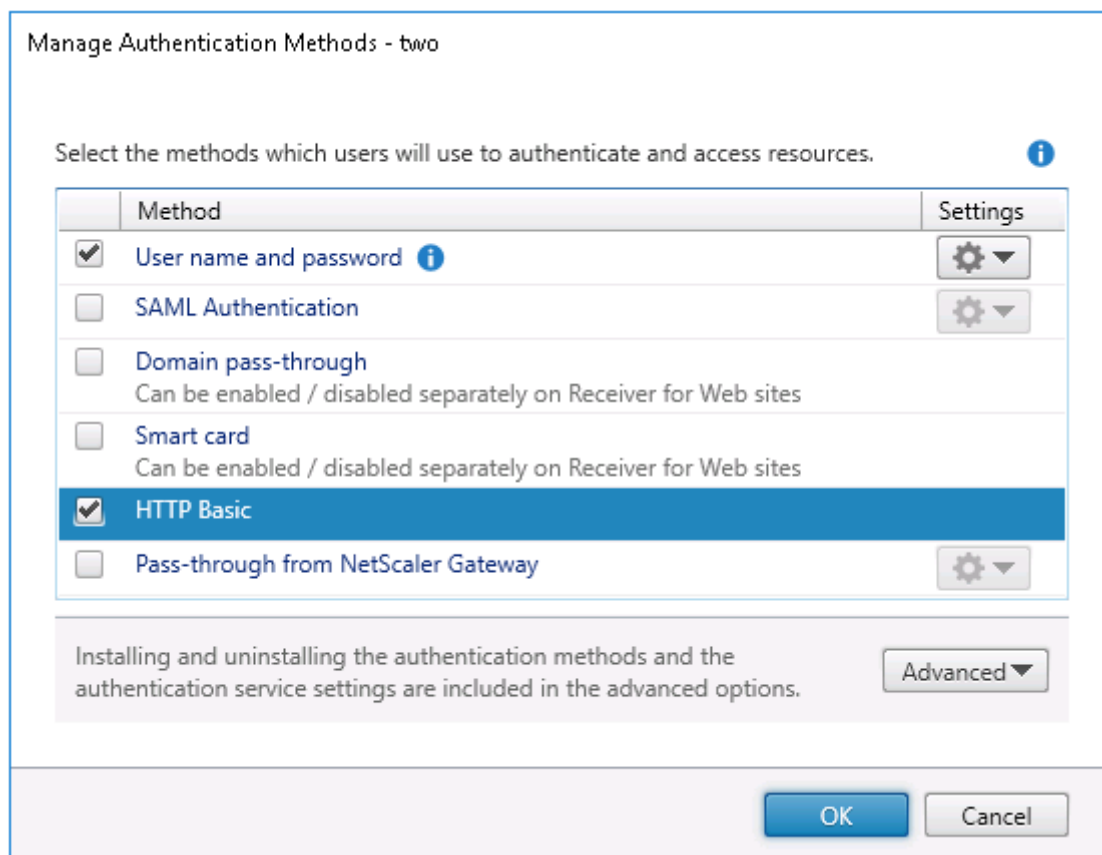 Manage Authentication Methods - two
Select the methods which users will use to authenticate and access resources.
Method Settings
User name and password
SAML Authentication
Domain pass-through
Can be enabled / disabled separately on Receiver for Web sites
Smart card
Can be enabled / disabled separately on Receiver for Web sites
HTTP Basic
Pass-through from NetScaler Gateway
Installing and uninstalling the authentication methods and the
authentication service settings are included in the advanced options.
Advanced
OK Cancel